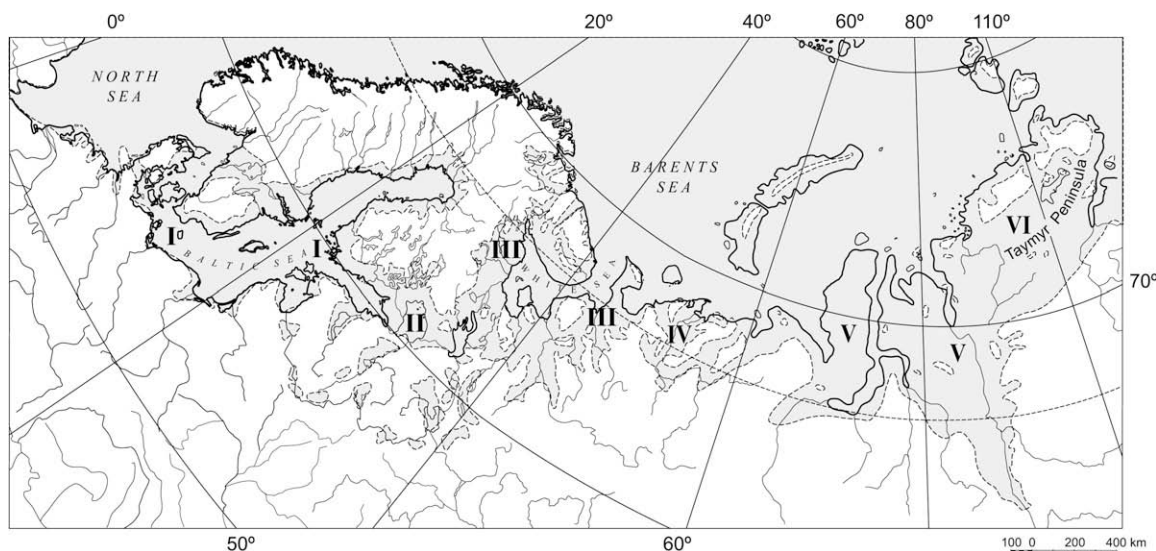 0º 20º 40º 60º 80º 110º
NORTH
SEA
BARENTS
SEA
Taymyr Peninsula
VI
I
I
BALTIC SEA
III
WH
SEA
70º
II
III
IV
V
V
50º
60º
100 0 200 400 km